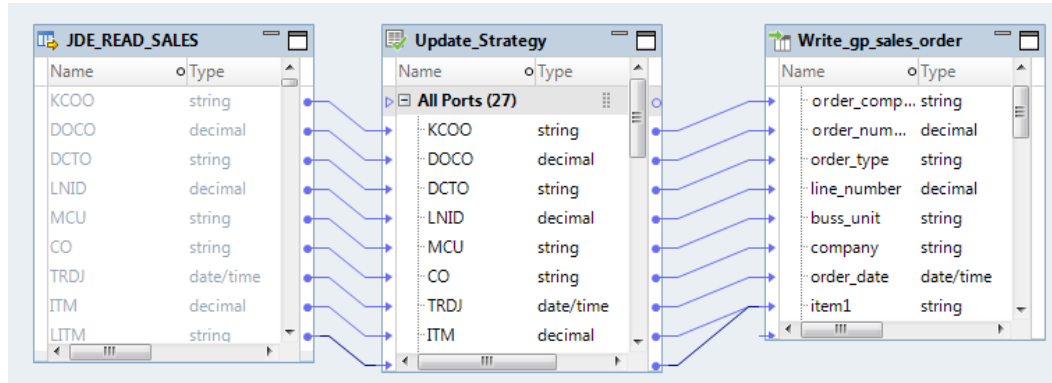 JDE_READ_SALES
Name Type
KCOO string
DOCO decimal
DCTO string
LNID decimal
MCU string
CO string
TRDJ date/time
ITM decimal
LITM string
Update_Strategy
Name Type
All Ports (27)
KCOO string
DOCO decimal
DCTO string
LNID decimal
MCU string
CO string
TRDJ date/time
ITM decimal
Write_gp_sales_order
Name Type
order_comp... string
order_num... decimal
order_type string
line_number decimal
buss_unit string
company string
order_date date/time
item1 string